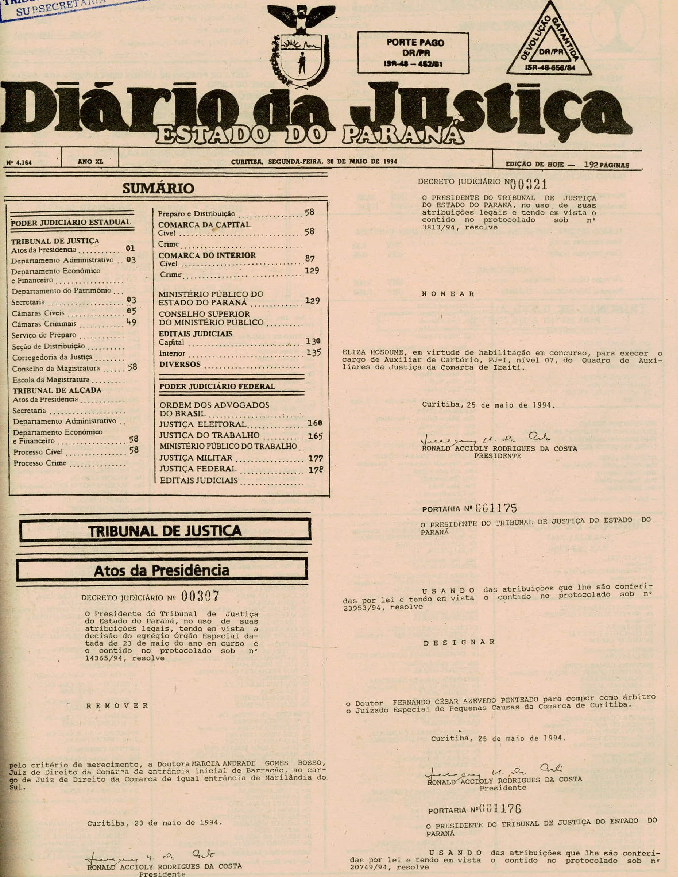 SUBSECRETARIA
PORTE PAGO
DR/PR
ISR-48 — 462/81
DEVOLUÇÃO GARANTIDA
DR/PR
ISR-48-556/84
Diário da Justiça
ESTADO DO PARANÁ
Nº 4.164
ANO XL
CURITIBA, SEGUNDA-FEIRA, 30 DE MAIO DE 1994
EDIÇÃO DE HOJE — 192 PÁGINAS
SUMÁRIO
PODER JUDICIÁRIO ESTADUAL
TRIBUNAL DE JUSTIÇA
Atos da Presidência 01
Departamento Administrativo 03
Departamento Econômico
e Financeiro
Departamento do Patrimônio
Secretaria 03
Câmaras Cíveis 05
Câmaras Criminais 49
Serviço de Preparo
Seção de Distribuição
Corregedoria da Justiça
Conselho da Magistratura 58
Escola da Magistratura
TRIBUNAL DE ALÇADA
Atos da Presidência
Secretaria
Departamento Administrativo
Departamento Econômico
e Financeiro 58
Processo Cível 58
Processo Crime
Preparo e Distribuição 58
COMARCA DA CAPITAL
Cível 58
Crime
COMARCA DO INTERIOR
Cível 87
Crime 129
MINISTÉRIO PÚBLICO DO
ESTADO DO PARANÁ 129
CONSELHO SUPERIOR
DO MINISTÉRIO PÚBLICO
EDITAIS JUDICIAIS
Capital 130
Interior 135
DIVERSOS
PODER JUDICIÁRIO FEDERAL
ORDEM DOS ADVOGADOS
DO BRASIL
JUSTIÇA ELEITORAL 160
JUSTIÇA DO TRABALHO 165
MINISTÉRIO PÚBLICO DO TRABALHO
JUSTIÇA MILITAR 177
JUSTIÇA FEDERAL 178
EDITAIS JUDICIAIS
TRIBUNAL DE JUSTIÇA
Atos da Presidência
DECRETO JUDICIÁRIO Nº 00307
O Presidente do Tribunal de Justiça
do Estado do Paraná, no uso de suas
atribuições legais, tendo em vista a
decisão do egrégio Órgão Especial da-
tada de 23 de maio do ano em curso e
o contido no protocolado sob nº
14365/94, resolve
R E M O V E R
pelo critério de merecimento, a Doutora MARCIA ANDRADE GOMES BOSSO,
Juiz de Direito da Comarca de entrância inicial de Barracão, ao car-
go de Juiz de Direito da Comarca de igual entrância de Marilândia do
Sul.
Curitiba, 23 de maio de 1994.
RONALD ACCIOLY RODRIGUES DA COSTA
Presidente
DECRETO JUDICIÁRIO Nº 00321
O PRESIDENTE DO TRIBUNAL DE JUSTIÇA
DO ESTADO DO PARANÁ, no uso de suas
atribuições legais e tendo em vista o
contido no protocolo sob nº
3813/94, resolve
N O M E A R
ELIZA HOSOUME, em virtude de habilitação em concurso, para exercer o
cargo de Auxiliar de Cartório, PJ-I, nível 07, do Quadro de Auxi-
liares da Justiça da Comarca de Ibaiti.
Curitiba, 25 de maio de 1994.
RONALD ACCIOLY RODRIGUES DA COSTA
PRESIDENTE
PORTARIA Nº 001175
O PRESIDENTE DO TRIBUNAL DE JUSTIÇA DO ESTADO DO
PARANÁ
U S A N D O das atribuições que lhe são conferi-
das por lei e tendo em vista o contido no protocolado sob nº
23953/94, resolve
D E S I G N A R
o Doutor FERNANDO CÉSAR AZEVEDO PENTEADO para compor como árbitro
o Juizado Especial de Pequenas Causas da Comarca de Curitiba.
Curitiba, 25 de maio de 1994.
RONALD ACCIOLY RODRIGUES DA COSTA
Presidente
PORTARIA Nº 001176
O PRESIDENTE DO TRIBUNAL DE JUSTIÇA DO ESTADO DO
PARANÁ
U S A N D O das atribuições que lhe são conferi-
das por lei e tendo em vista o contido no protocolado sob nº
20749/94, resolve